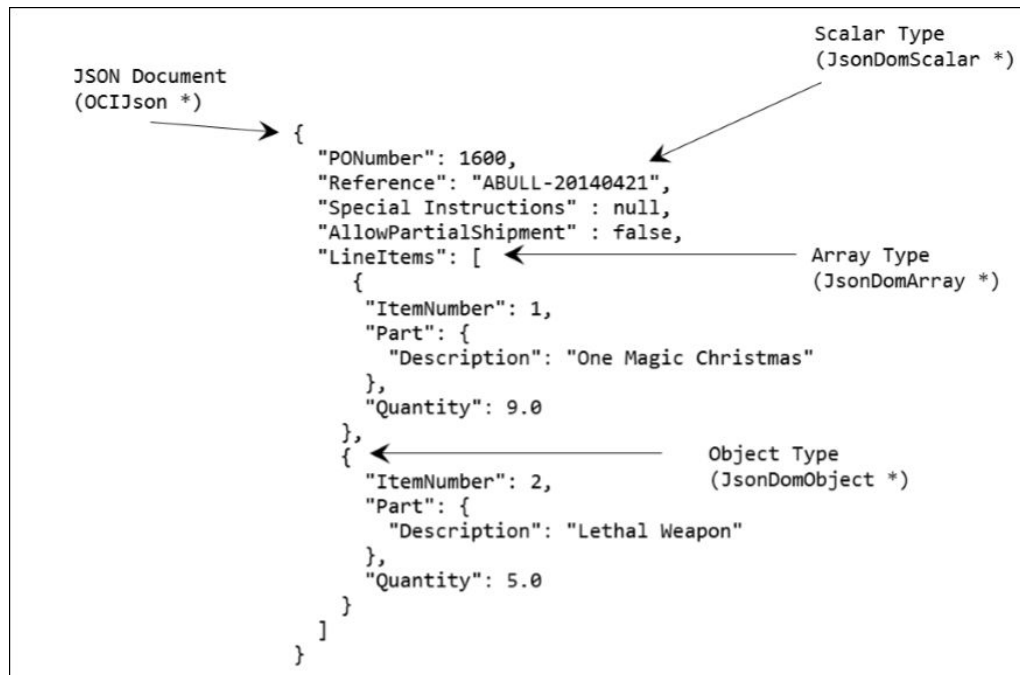 Scalar Type
(JsonDomScalar *)
JSON Document
(OCIJson *)
{
"PONumber": 1600,
"Reference": "ABULL-20140421",
"Special Instructions" : null,
"AllowPartialShipment" : false,
"LineItems": [
Array Type
(JsonDomArray *)
{
"ItemNumber": 1,
"Part": {
"Description": "One Magic Christmas"
},
"Quantity": 9.0
},
{
Object Type
(JsonDomObject *)
"ItemNumber": 2,
"Part": {
"Description": "Lethal Weapon"
},
"Quantity": 5.0
}
]
}